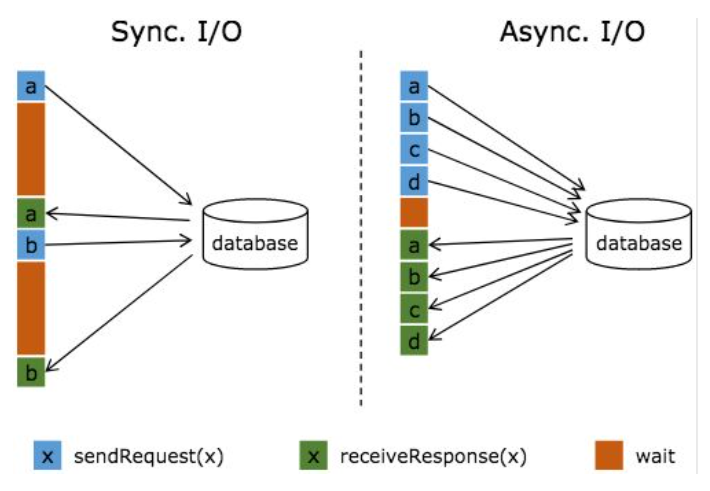 Sync. I/O
Async. I/O
a
a
b
b
database
a
b
c
d
a
b
c
d
database
x sendRequest(x)
x receiveResponse(x)
wait